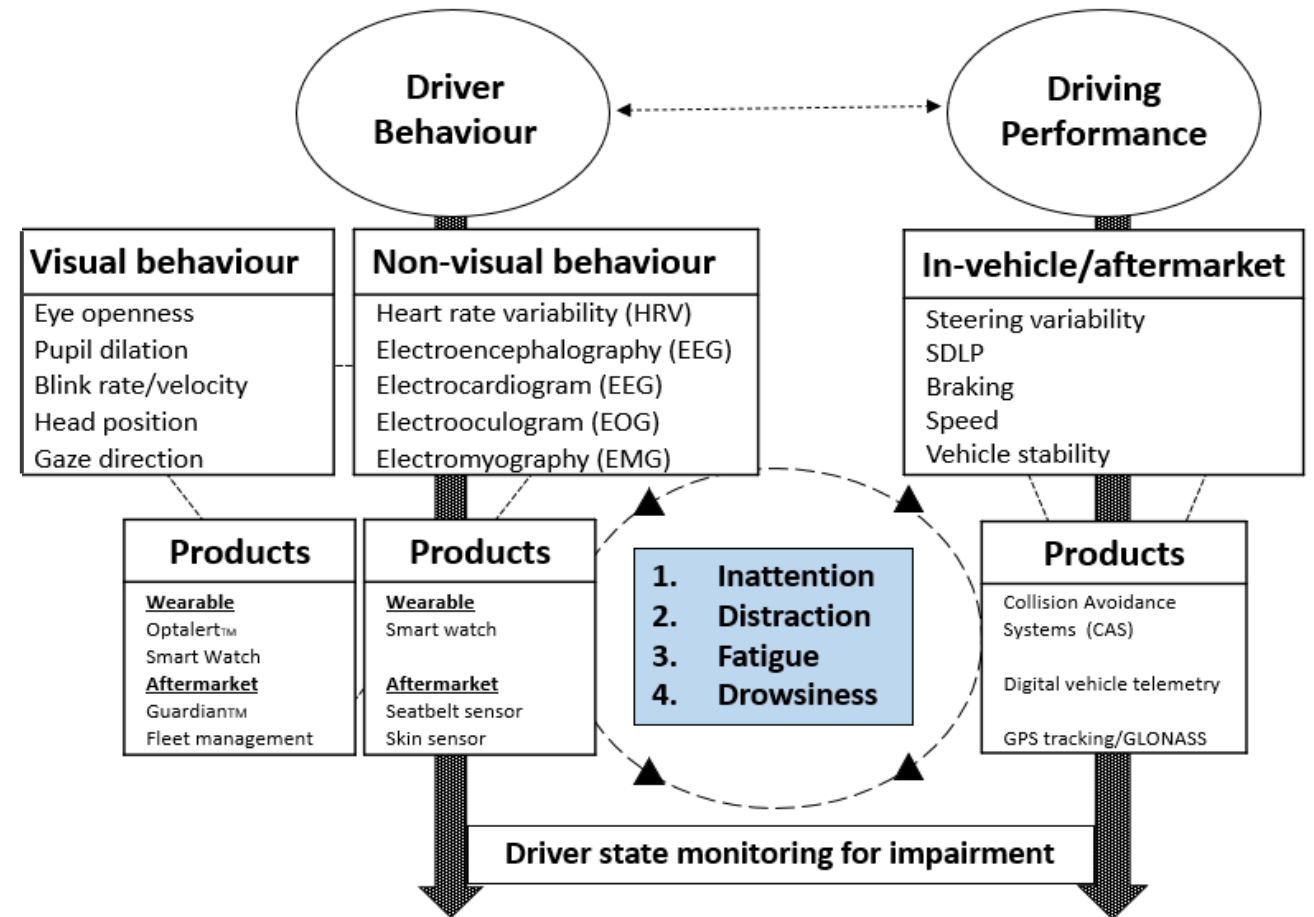 Driver
Behaviour
Driving
Performance
Visual behaviour
Eye openness
Pupil dilation
Blink rate/velocity
Head position
Gaze direction
Non-visual behaviour
Heart rate variability (HRV)
Electroencephalography (EEG)
Electrocardiogram (EEG)
Electrooculogram (EOG)
Electromyography (EMG)
In-vehicle/aftermarket
Steering variability
SDLP
Braking
Speed
Vehicle stability
Products
Wearable
Optalert™
Smart Watch
Aftermarket
Guardian™
Fleet management
Products
Wearable
Smart watch
Aftermarket
Seatbelt sensor
Skin sensor
1. Inattention
2. Distraction
3. Fatigue
4. Drowsiness
Products
Collision Avoidance
Systems (CAS)
Digital vehicle telemetry
GPS tracking/GLONASS
Driver state monitoring for impairment